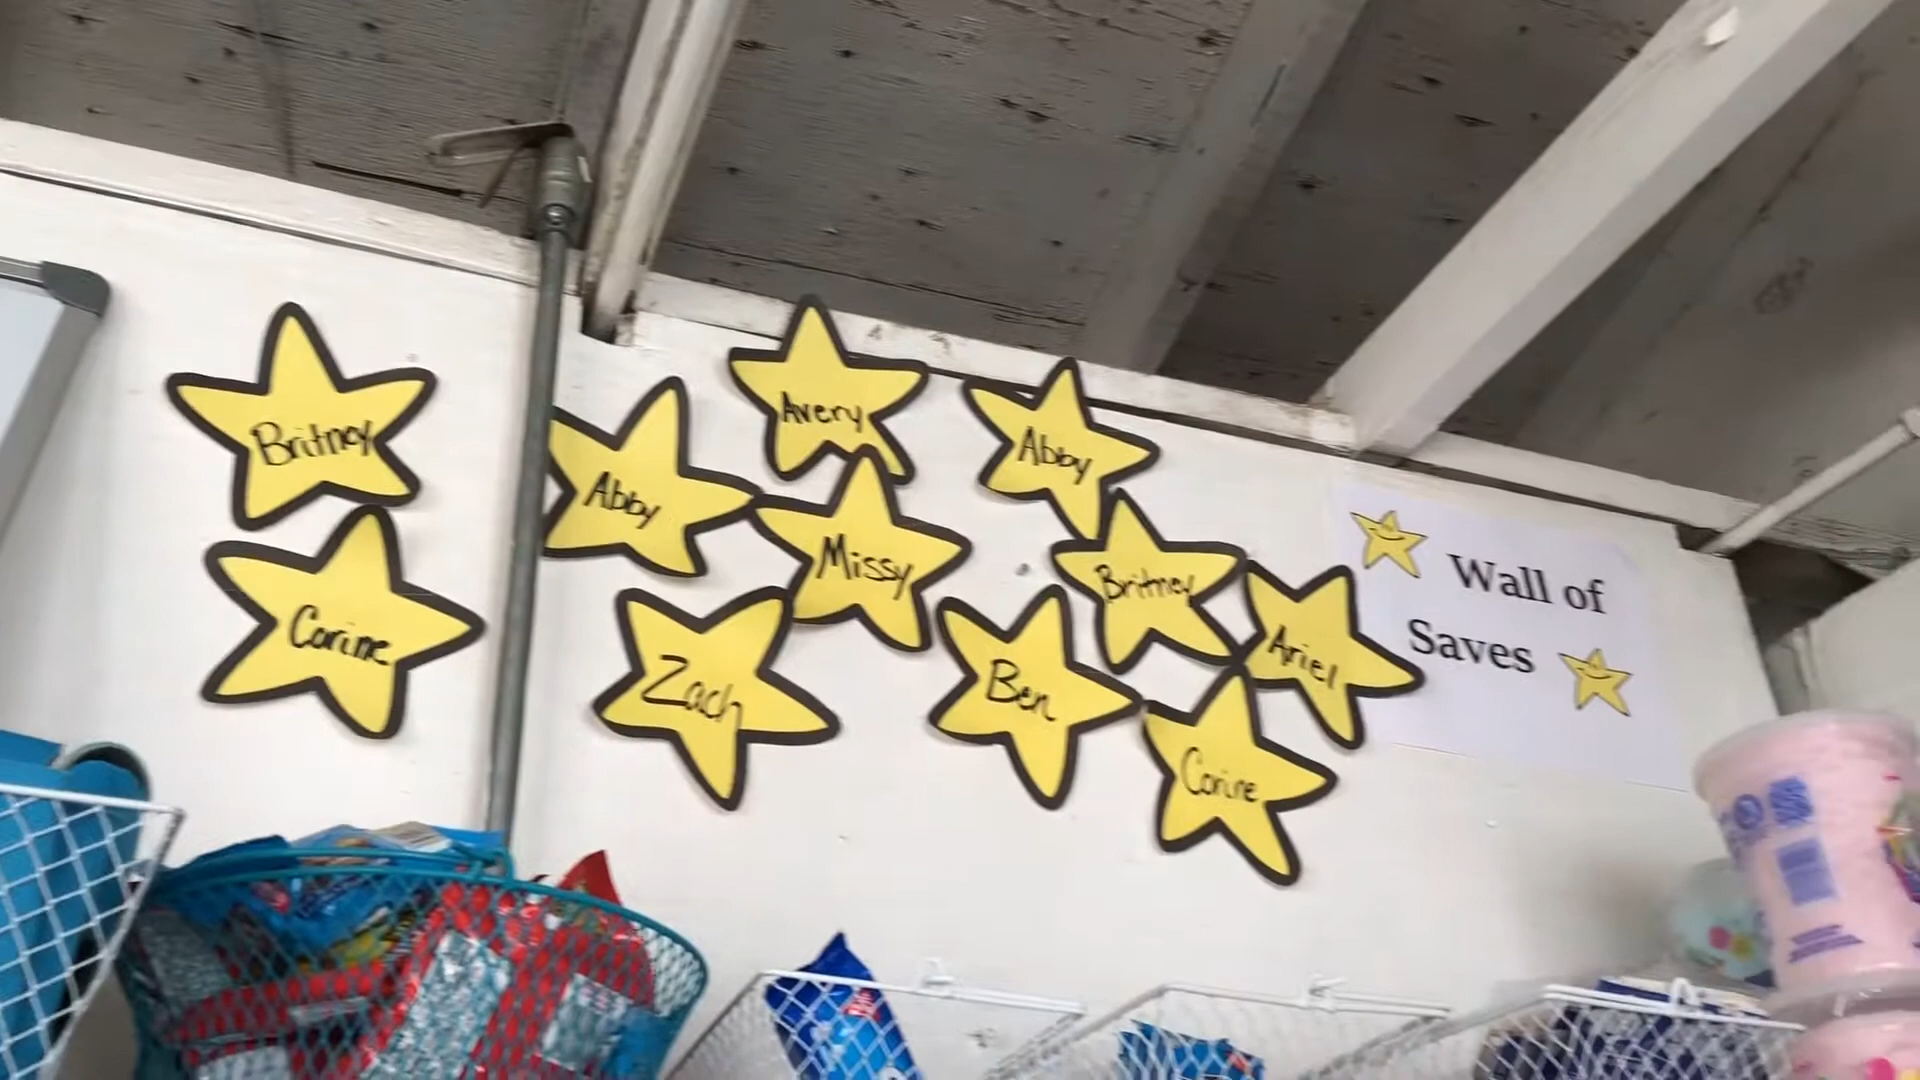 Britney
Corine
Abby
Avery
Abby
Missy
Britney
Zach
Ben
Ariel
Corine
Wall of
Saves